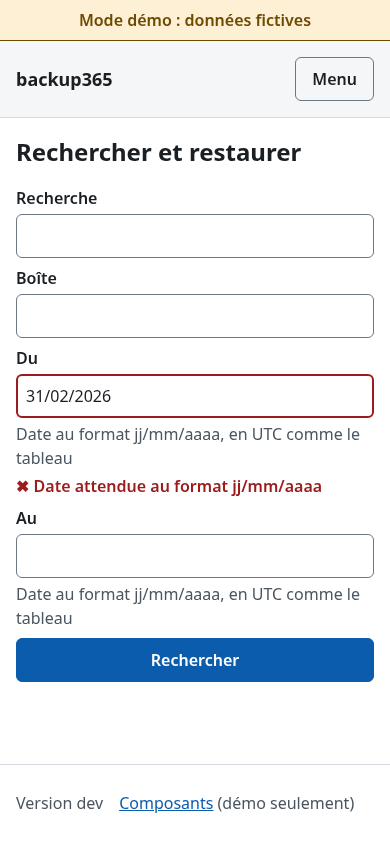 Mode démo : données fictives
backup365
Menu
Rechercher et restaurer
Recherche
Boîte
Du
31/02/2026
Date au format jj/mm/aaaa, en UTC comme le
tableau
✖ Date attendue au format jj/mm/aaaa
Au
Date au format jj/mm/aaaa, en UTC comme le
tableau
Rechercher
Version dev Composants (démo seulement)